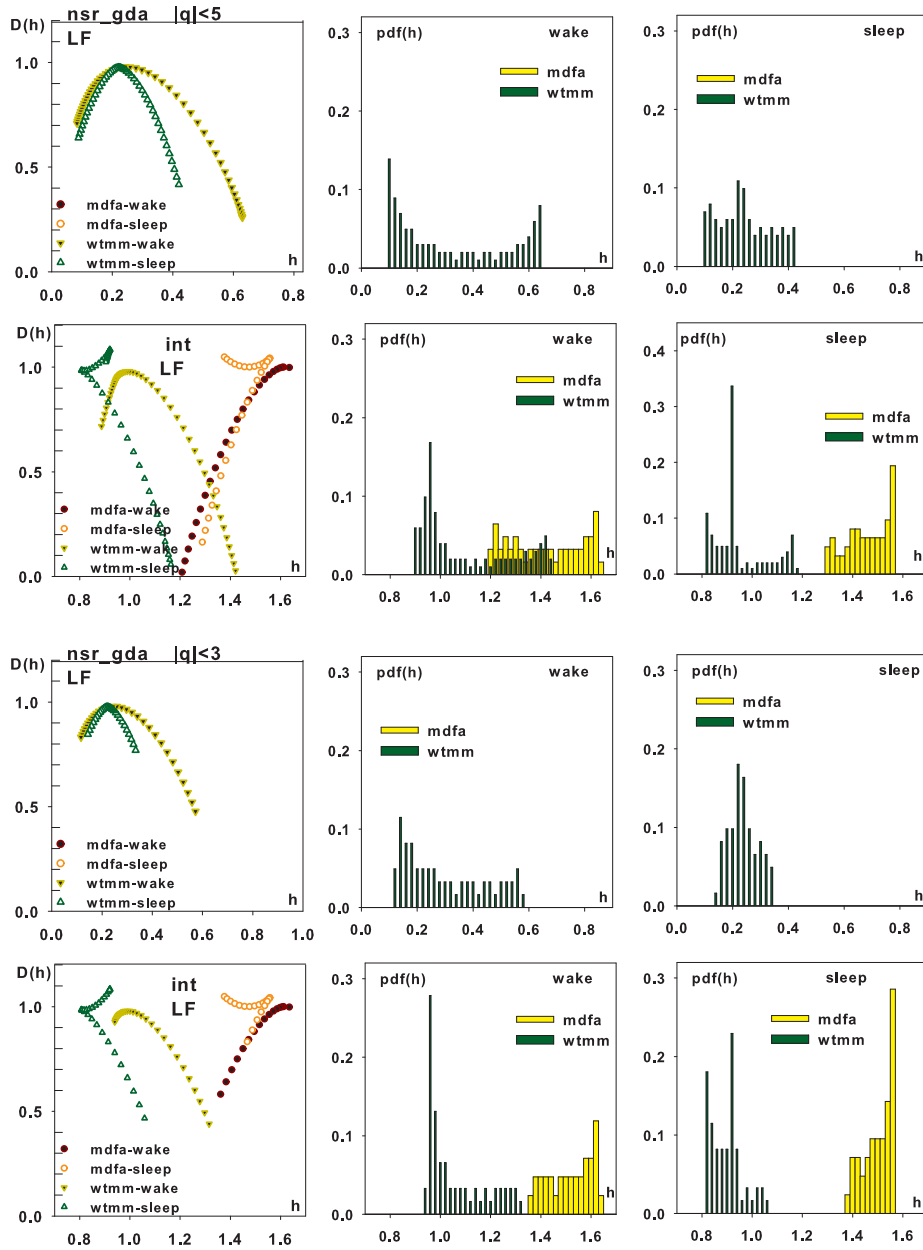 nsr_gda |q|<5
D(h)
LF
1.0
0.5
0.0
mdfa-wake
mdfa-sleep
wtmm-wake
wtmm-sleep
h
0.0 0.2 0.4 0.6 0.8
pdf(h) wake
0.3
mdfa
wtmm
0.2
0.1
0.0
h
0.0 0.2 0.4 0.6 0.8
pdf(h) sleep
0.3
mdfa
wtmm
0.2
0.1
0.0
h
0.0 0.2 0.4 0.6 0.8
D(h)
int
LF
1.0
0.5
0.0
mdfa-wake
mdfa-sleep
wtmm-wake
wtmm-sleep
h
0.8 1.0 1.2 1.4 1.6
pdf(h) wake
0.3
mdfa
wtmm
0.2
0.1
0.0
h
0.8 1.0 1.2 1.4 1.6
pdf(h) sleep
0.4
0.3
mdfa
wtmm
0.2
0.1
0.0
h
0.8 1.0 1.2 1.4 1.6
nsr_gda |q|<3
D(h)
LF
1.0
0.5
0.0
mdfa-wake
mdfa-sleep
wtmm-wake
wtmm-sleep
h
0.0 0.2 0.4 0.6 0.8 1.0
pdf(h) wake
0.3
mdfa
wtmm
0.2
0.1
0.0
h
0.0 0.2 0.4 0.6 0.8
pdf(h) sleep
0.3
mdfa
wtmm
0.2
0.1
0.0
h
0.0 0.2 0.4 0.6 0.8
D(h)
int
LF
1.0
0.5
0.0
mdfa-wake
mdfa-sleep
wtmm-wake
wtmm-sleep
h
0.8 1.0 1.2 1.4 1.6
pdf(h) wake
0.3
mdfa
wtmm
0.2
0.1
0.0
h
0.8 1.0 1.2 1.4 1.6
pdf(h) sleep
0.3
mdfa
wtmm
0.2
0.1
0.0
h
0.8 1.0 1.2 1.4 1.6